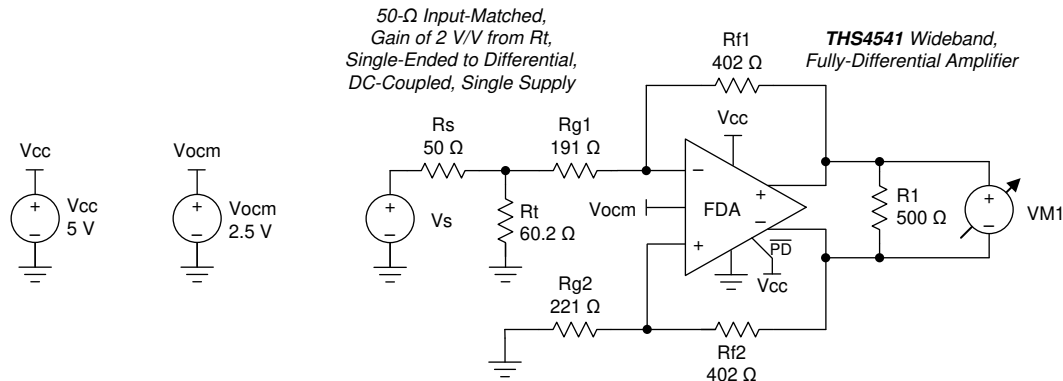 50-Ω Input-Matched,
Gain of 2 V/V from Rt,
Single-Ended to Differential,
DC-Coupled, Single Supply
Rf1
402 Ω
THS4541 Wideband,
Fully-Differential Amplifier
Vcc
Vcc
5 V
Vocm
Vocm
2.5 V
Rs
50 Ω
Rg1
191 Ω
Vcc
Vs
Rt
60.2 Ω
Vocm
FDA
PD
Vcc
R1
500 Ω
VM1
Rg2
221 Ω
Rf2
402 Ω